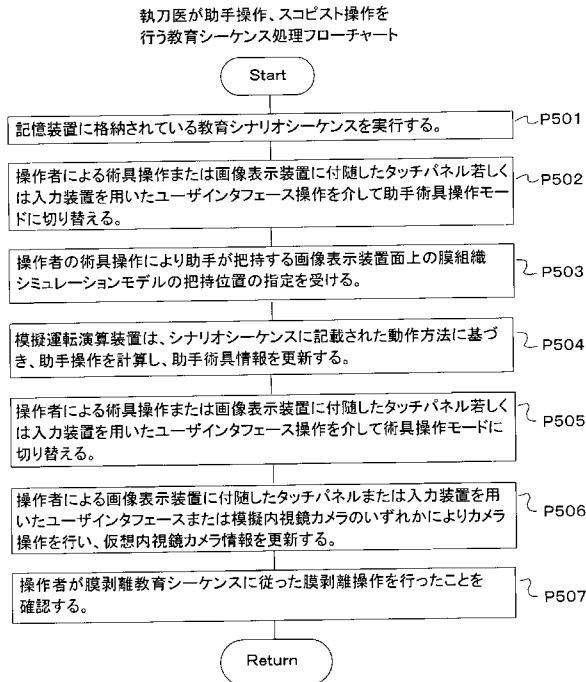 執刀医が助手操作、スコピスト操作を
行う教育シーケンス処理フローチャート
Start
記憶装置に格納されている教育シナリオシーケンスを実行する。
P501
操作者による術具操作または画像表示装置に付随したタッチパネル若しく
は入力装置を用いたユーザインタフェース操作を介して助手術具操作モー
ドに切り替える。
P502
操作者の術具操作により助手が把持する画像表示装置面上の膜組織
シミュレーションモデルの把持位置の指定を受ける。
P503
模擬運転演算装置は、シナリオシーケンスに記載された動作方法に基づ
き、助手操作を計算し、助手術具情報を更新する。
P504
操作者による術具操作または画像表示装置に付随したタッチパネル若しく
は入力装置を用いたユーザインタフェース操作を介して術具操作モードに
切り替える。
P505
操作者による画像表示装置に付随したタッチパネルまたは入力装置を用
いたユーザインタフェースまたは模擬内視鏡カメラのいずれかによりカメラ
操作を行い、仮想内視鏡カメラ情報を更新する。
P506
操作者が膜剥離教育シーケンスに従った膜剥離操作を行ったことを
確認する。
P507
Return